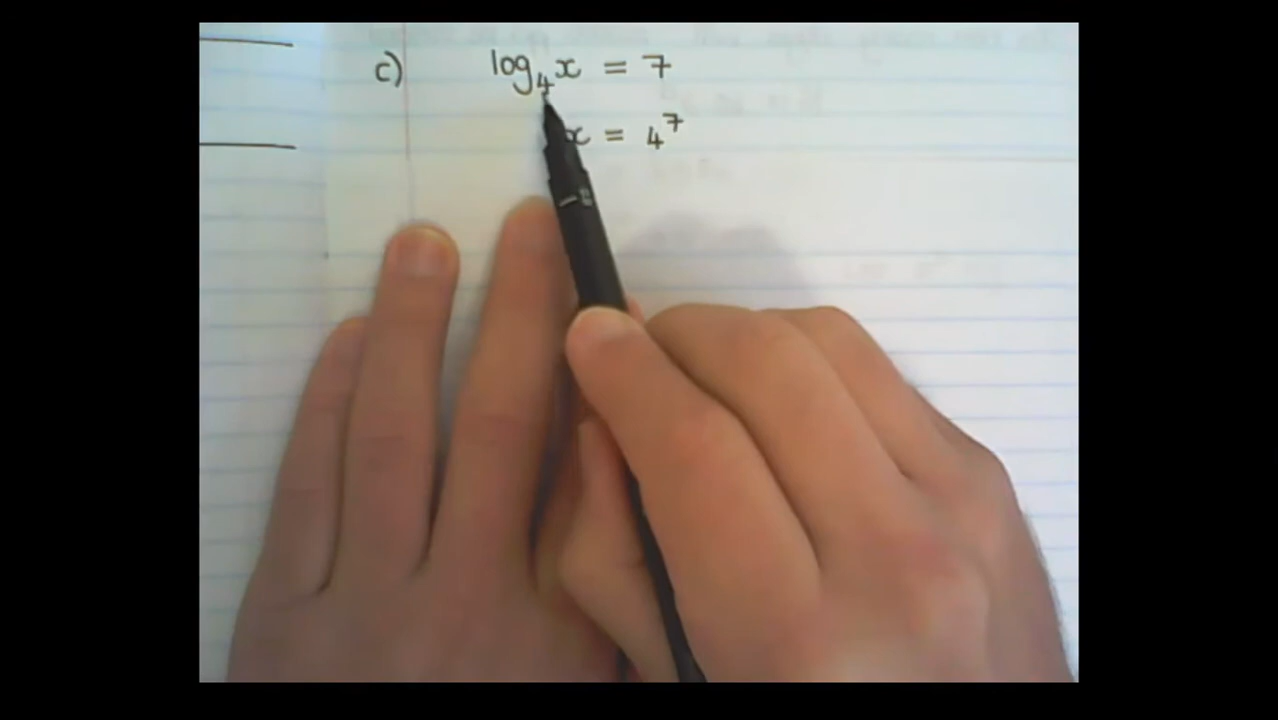 c) log₄x = 7
x = 4⁷